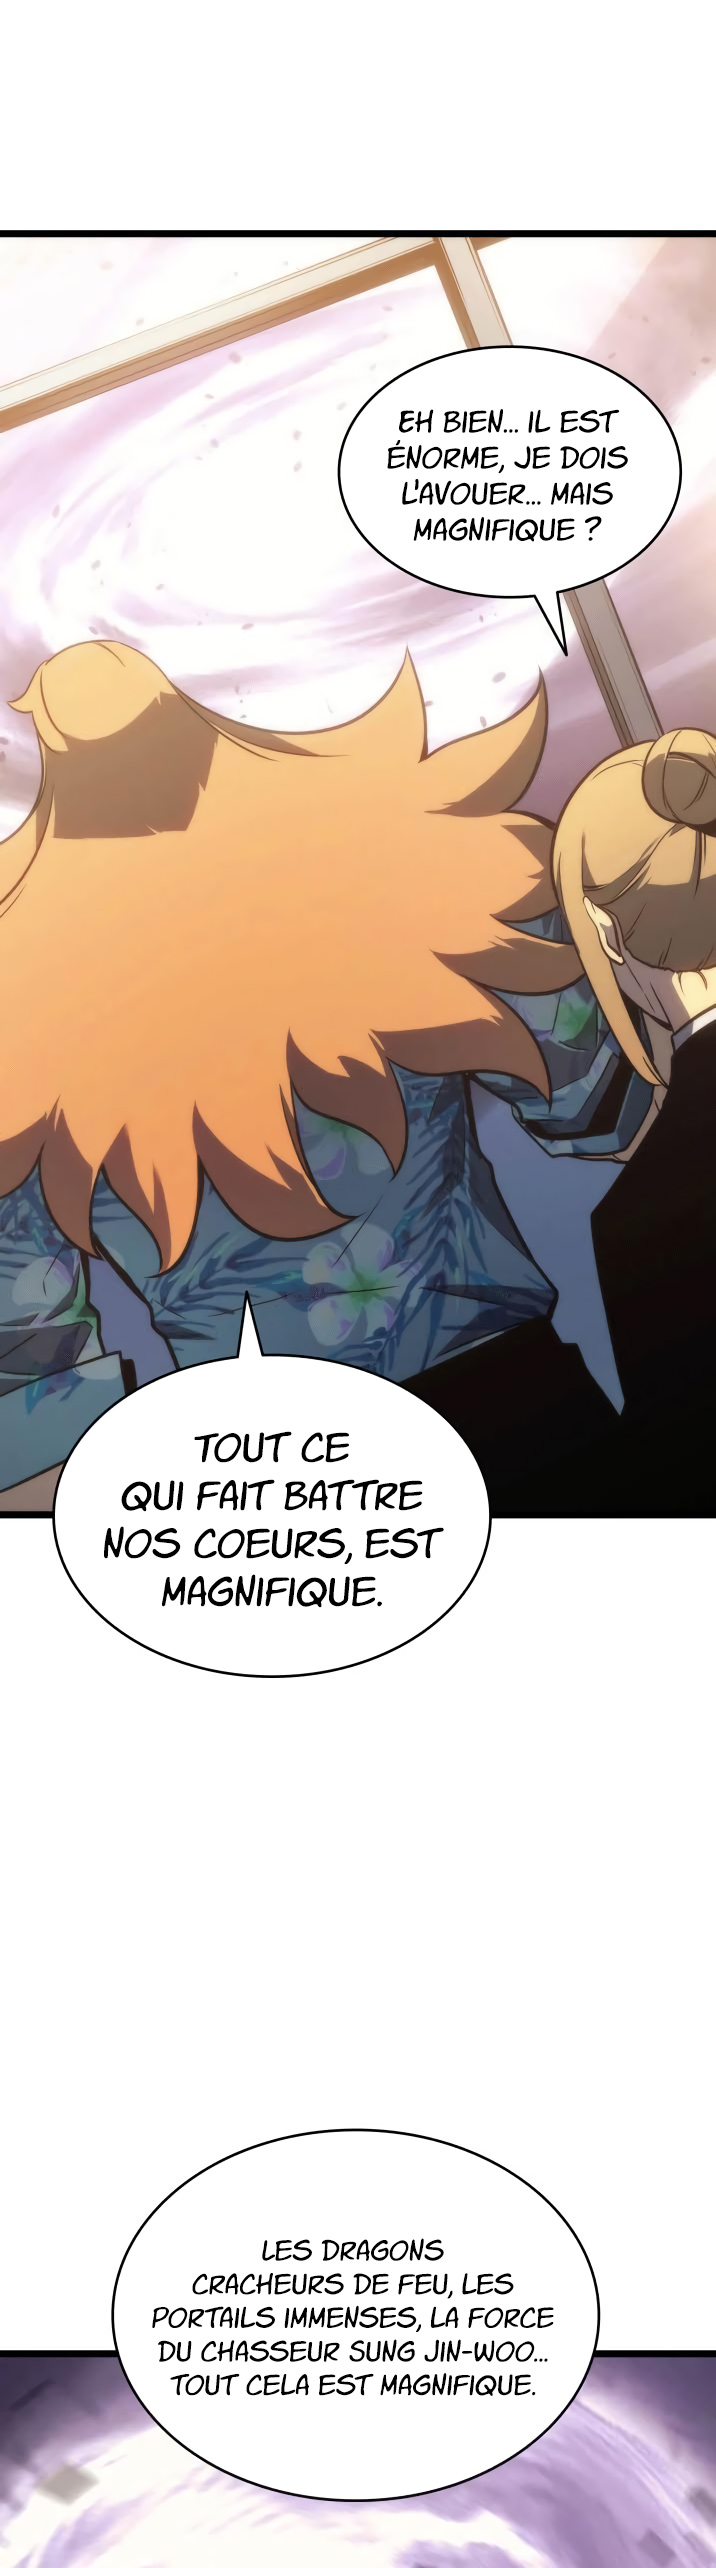 EH BIEN... IL EST
ÉNORME, JE DOIS
L'AVOUER... MAIS
MAGNIFIQUE ?
TOUT CE
QUI FAIT BATTRE
NOS COEURS, EST
MAGNIFIQUE.
LES DRAGONS
CRACHEURS DE FEU, LES
PORTAILS IMMENSES, LA FORCE
DU CHASSEUR SUNG JIN-WOO...
TOUT CELA EST MAGNIFIQUE.